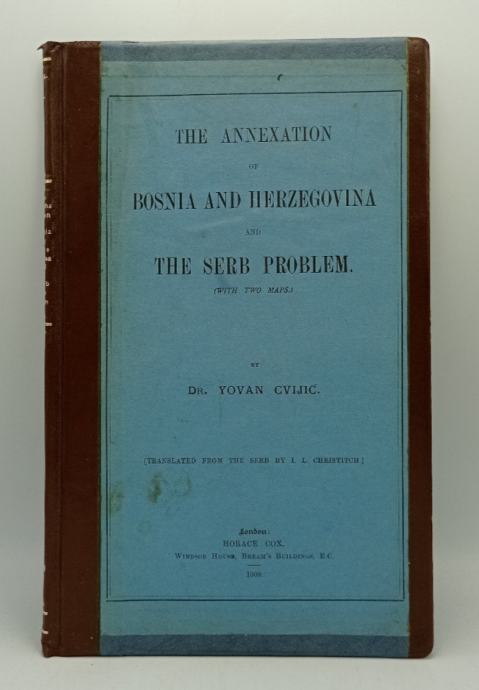 THE ANNEXATION
OF
BOSNIA AND HERZEGOVINA
AND
THE SERB PROBLEM.
(WITH TWO MAPS.)
BY
DR. YOVAN CVIJIĆ.
[TRANSLATED FROM THE SERB BY I. L. CHRISTITCH]
London:
HORACE COX,
WINDSOR HOUSE, BREAM'S BUILDINGS, E.C.
1909.